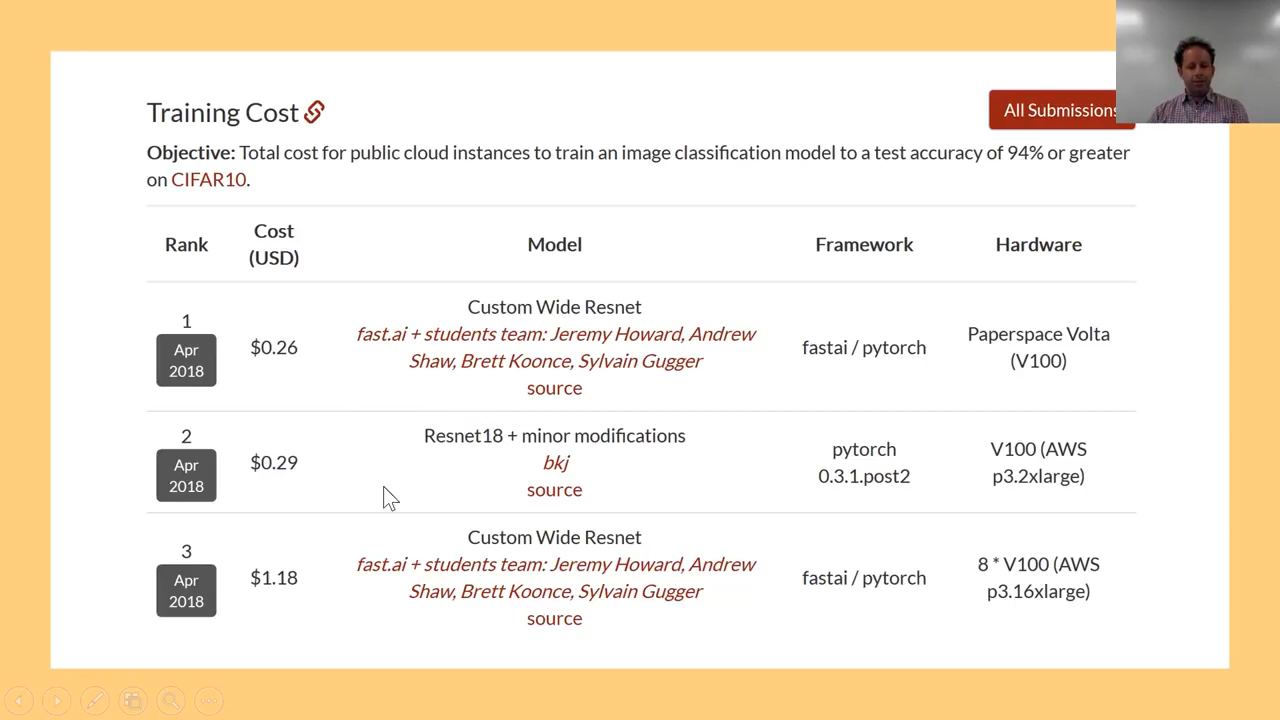 Training Cost
All Submissions
Objective: Total cost for public cloud instances to train an image classification model to a test accuracy of 94% or greater
on CIFAR10.
Rank
Cost
(USD)
Model
Framework
Hardware
1
Apr
2018
$0.26
Custom Wide Resnet
fast.ai + students team: Jeremy Howard, Andrew
Shaw, Brett Koonce, Sylvain Gugger
source
fastai / pytorch
Paperspace Volta
(V100)
2
Apr
2018
$0.29
Resnet18 + minor modifications
bkj
source
pytorch
0.3.1.post2
V100 (AWS
p3.2xlarge)
3
Apr
2018
$1.18
Custom Wide Resnet
fast.ai + students team: Jeremy Howard, Andrew
Shaw, Brett Koonce, Sylvain Gugger
source
fastai / pytorch
8 * V100 (AWS
p3.16xlarge)